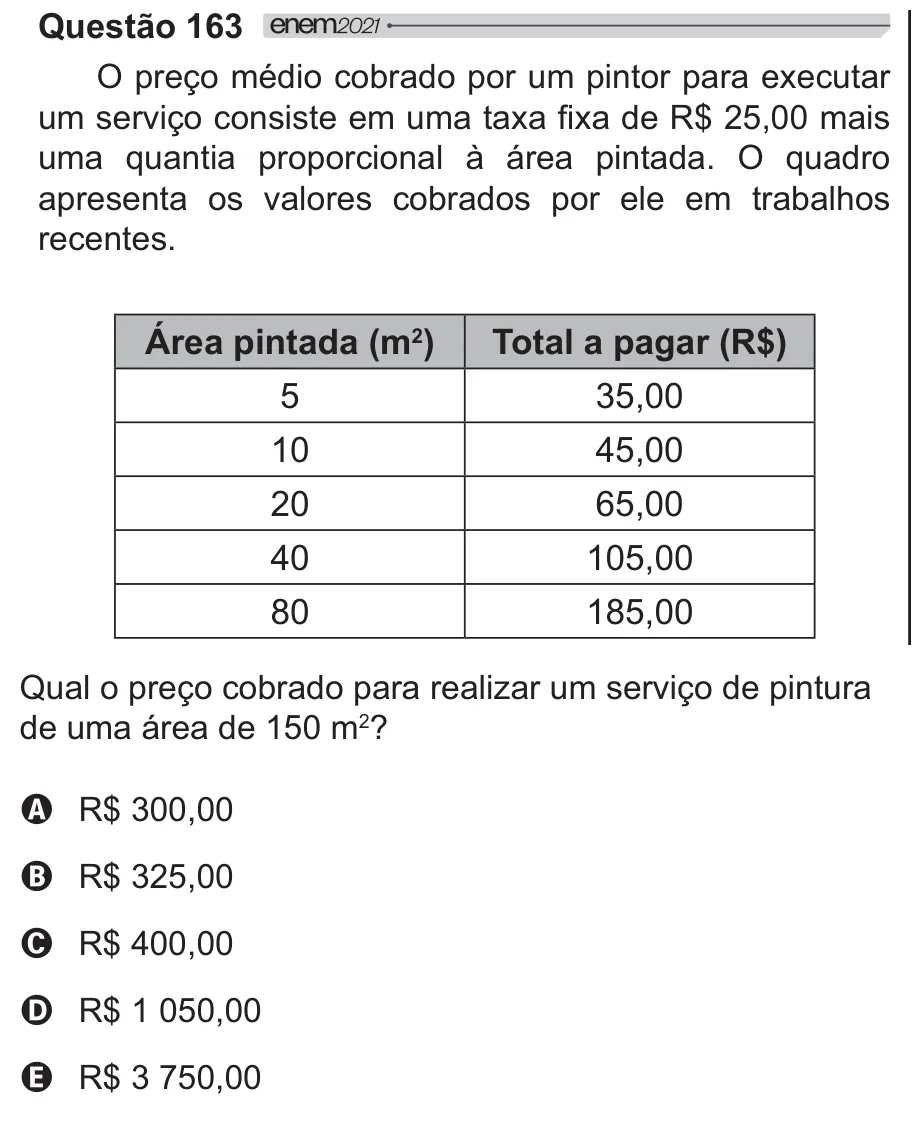 Questão 163 enem2021
O preço médio cobrado por um pintor para executar
um serviço consiste em uma taxa fixa de R$ 25,00 mais
uma quantia proporcional à área pintada. O quadro
apresenta os valores cobrados por ele em trabalhos
recentes.
Área pintada (m²) Total a pagar (R$)
5 35,00
10 45,00
20 65,00
40 105,00
80 185,00
Qual o preço cobrado para realizar um serviço de pintura
de uma área de 150 m²?
A R$ 300,00
B R$ 325,00
C R$ 400,00
D R$ 1 050,00
E R$ 3 750,00